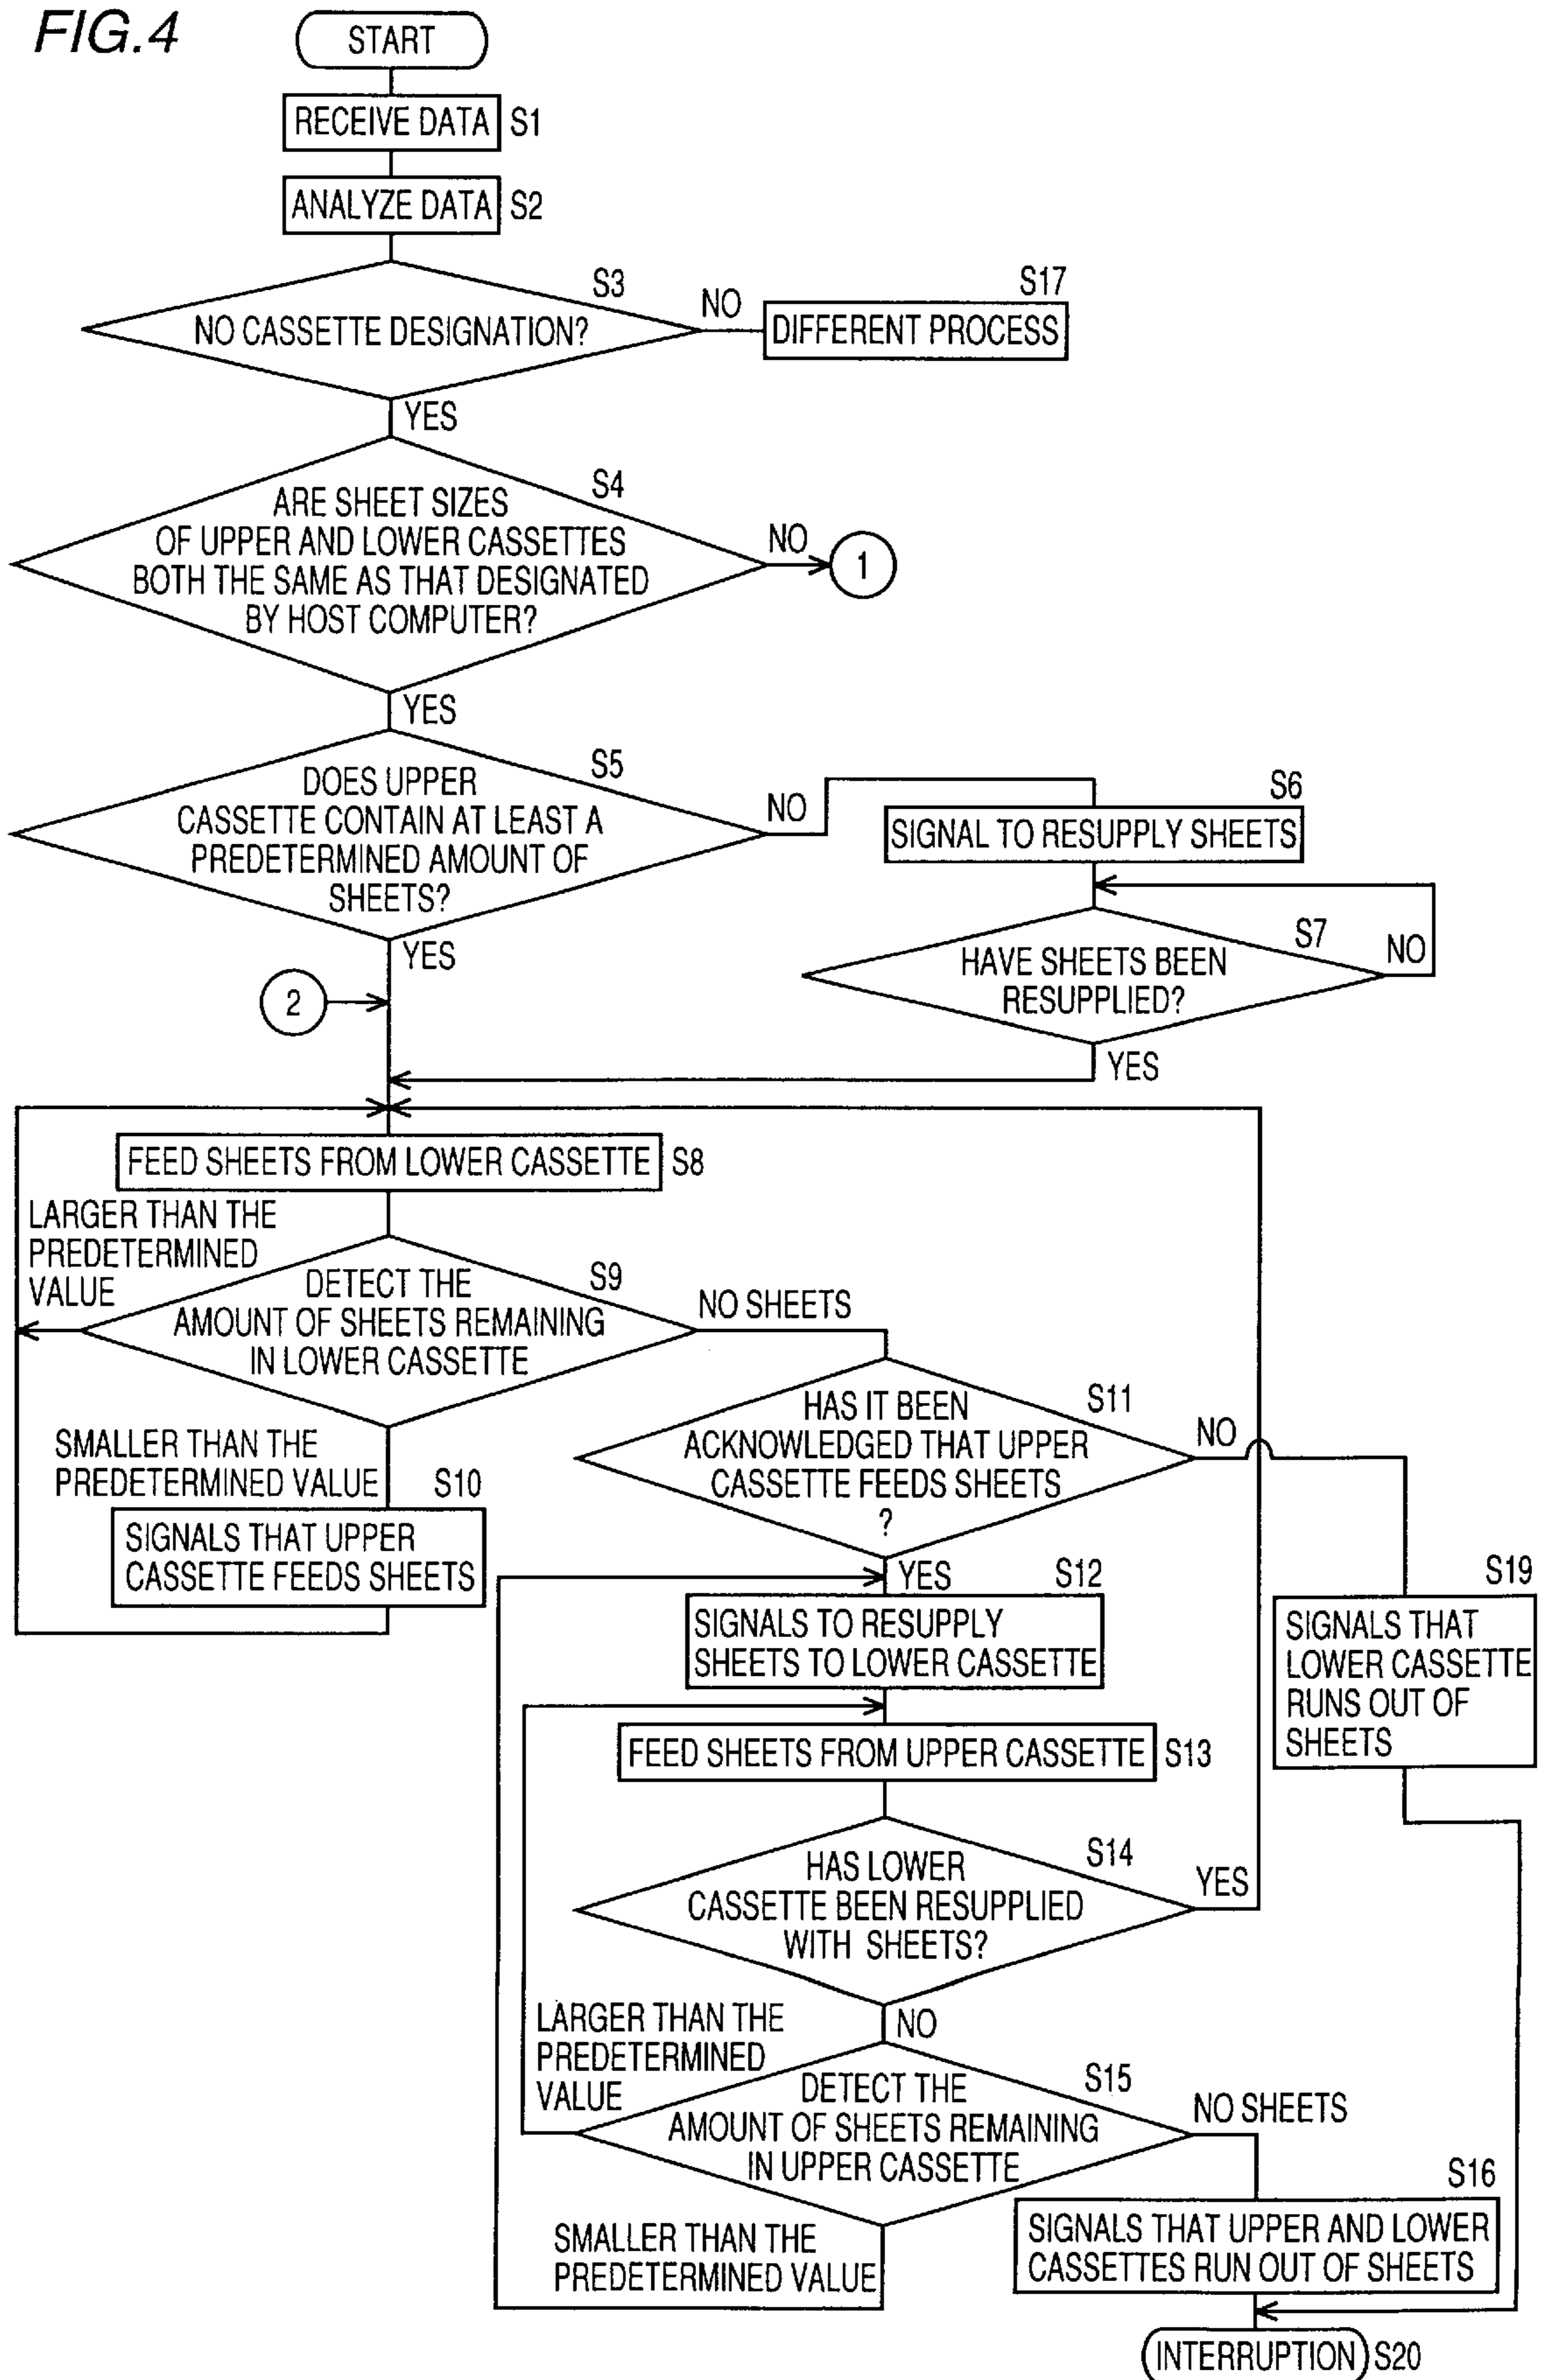 FIG.4
START
RECEIVE DATA S1
ANALYZE DATA S2
S3
NO CASSETTE DESIGNATION?
NO
S17
DIFFERENT PROCESS
YES
S4
ARE SHEET SIZES
OF UPPER AND LOWER CASSETTES
BOTH THE SAME AS THAT DESIGNATED
BY HOST COMPUTER?
NO
1
YES
S5
DOES UPPER
CASSETTE CONTAIN AT LEAST A
PREDETERMINED AMOUNT OF
SHEETS?
NO
S6
SIGNAL TO RESUPPLY SHEETS
S7
HAVE SHEETS BEEN
RESUPPLIED?
NO
YES
YES
2
FEED SHEETS FROM LOWER CASSETTE S8
LARGER THAN THE
PREDETERMINED
VALUE
S9
DETECT THE
AMOUNT OF SHEETS REMAINING
IN LOWER CASSETTE
NO SHEETS
SMALLER THAN THE
PREDETERMINED VALUE
S10
SIGNALS THAT UPPER
CASSETTE FEEDS SHEETS
S11
HAS IT BEEN
ACKNOWLEDGED THAT UPPER
CASSETTE FEEDS SHEETS
?
NO
YES
S12
SIGNALS TO RESUPPLY
SHEETS TO LOWER CASSETTE
S19
SIGNALS THAT
LOWER CASSETTE
RUNS OUT OF
SHEETS
FEED SHEETS FROM UPPER CASSETTE S13
S14
HAS LOWER
CASSETTE BEEN RESUPPLIED
WITH SHEETS?
YES
NO
LARGER THAN THE
PREDETERMINED
VALUE
S15
DETECT THE
AMOUNT OF SHEETS REMAINING
IN UPPER CASSETTE
NO SHEETS
SMALLER THAN THE
PREDETERMINED VALUE
S16
SIGNALS THAT UPPER AND LOWER
CASSETTES RUN OUT OF SHEETS
INTERRUPTION S20